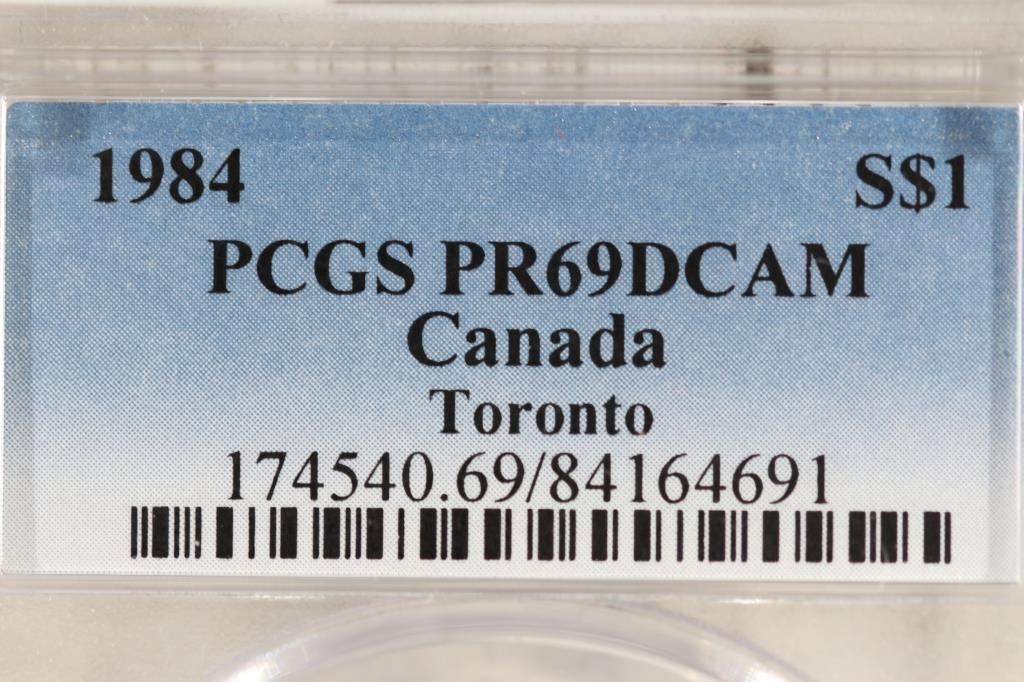 1984 S$1
PCGS PR69DCAM
Canada
Toronto
174540.69/84164691